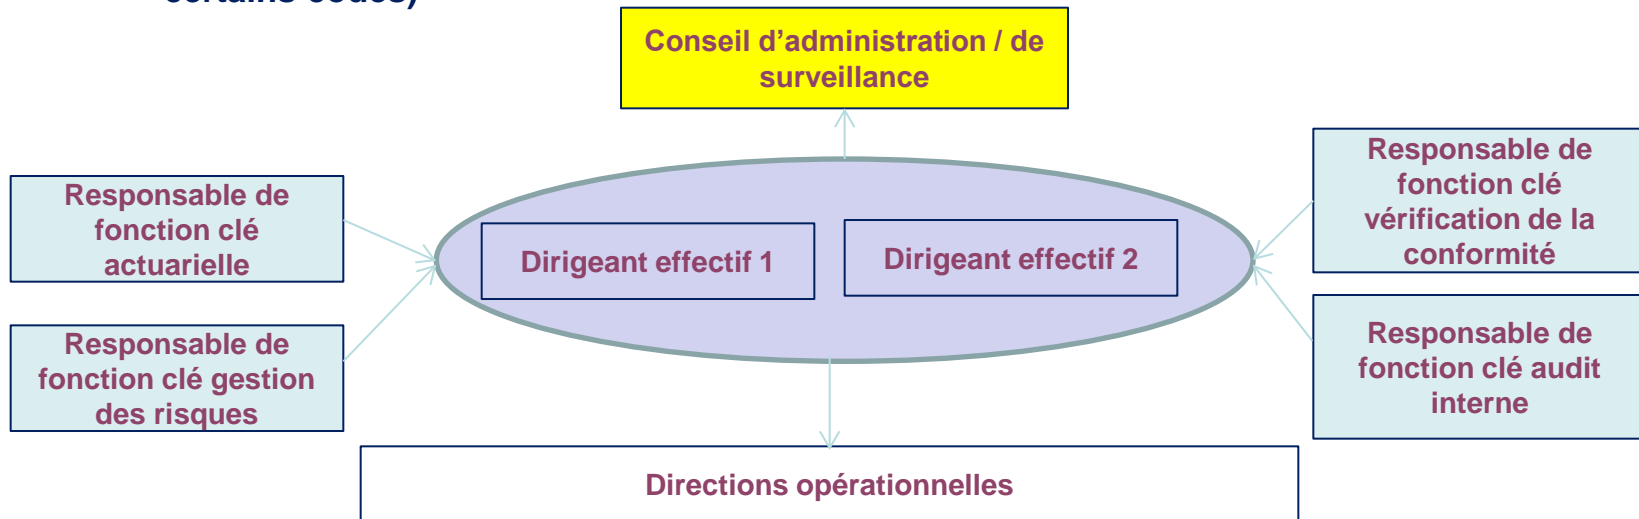 certains codes)
Conseil d’administration / de
surveillance
Responsable de
fonction clé
actuarielle
Responsable de
fonction clé gestion
des risques
Dirigeant effectif 1
Dirigeant effectif 2
Responsable de
fonction clé
vérification de la
conformité
Responsable de
fonction clé audit
interne
Directions opérationnelles